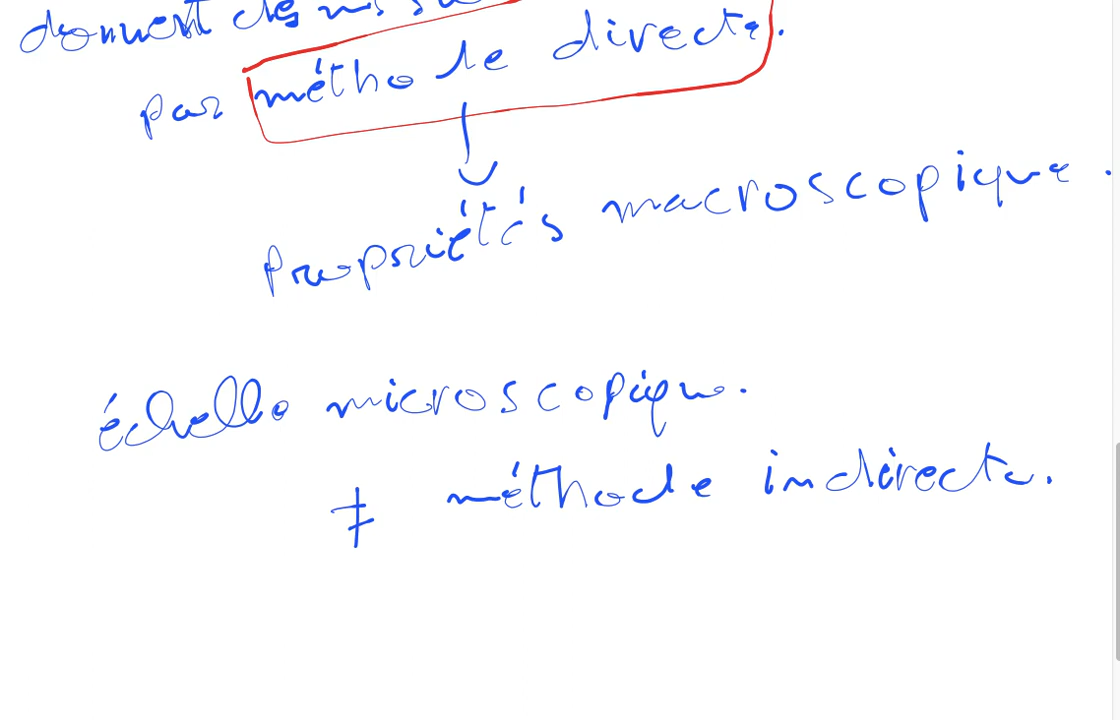 donnent des
par méthode directe.
Propriétés macroscopique.
échelle microscopique.
≠ méthode indirecte.